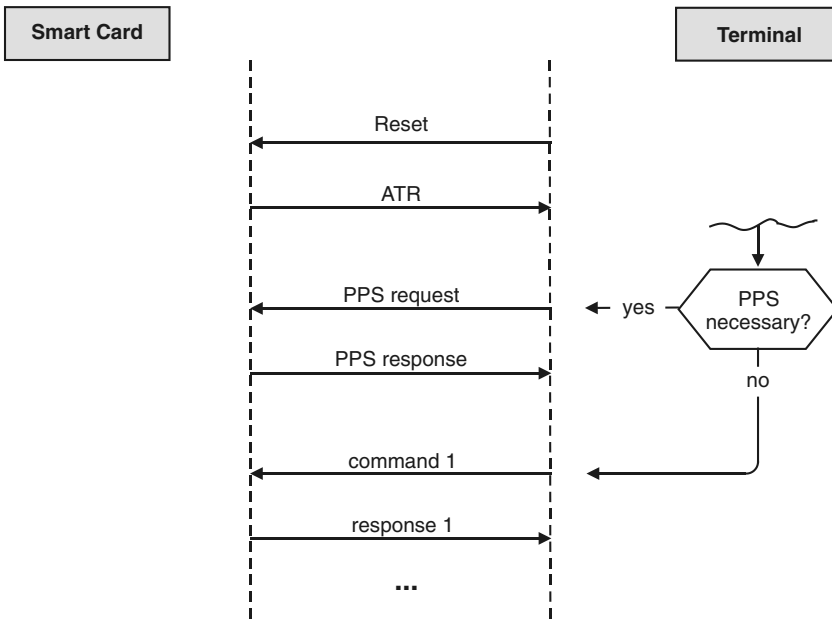 Smart Card
Terminal
Reset
ATR
PPS request
yes
PPS
necessary?
PPS response
no
command 1
response 1
...